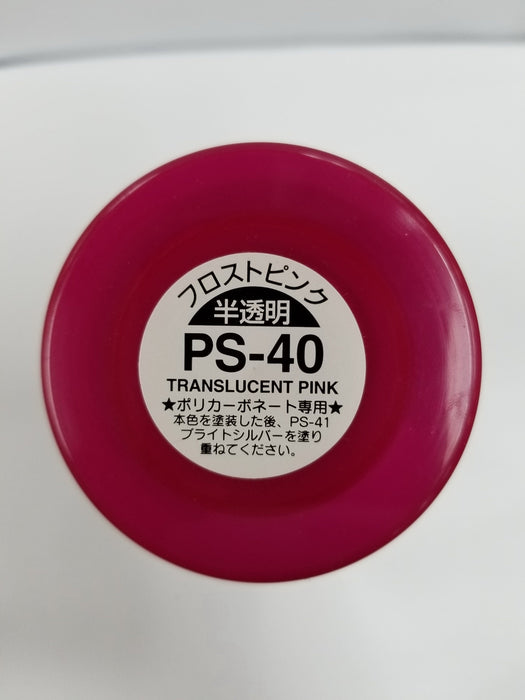 フロストピンク
半透明
PS-40
TRANSLUCENT PINK
★ポリカーボネート専用★
本色を塗装した後、PS-41
ブライトシルバーを塗り
重ねてください。